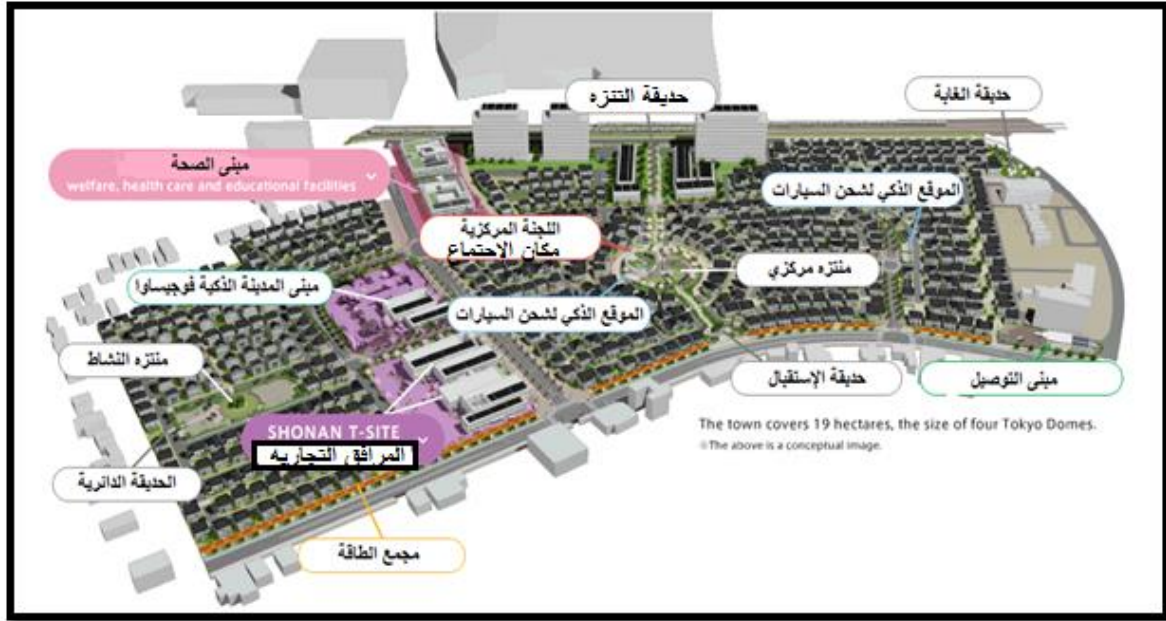 حديقة التنزه
حديقة الغابة
مبنى الصحة
welfare, health care and educational facilities
الموقع الذكي لشحن السيارات
اللجنة المركزية
مكان الاجتماع
منتزه مركزي
مبنى المدينة الذكية فوجيساوا
الموقع الذكي لشحن السيارات
منتزه النشاط
حديقة الإستقبال
مبنى التوصيل
SHONAN T-SITE
المرافق التجاريه
The town covers 19 hectares, the size of four Tokyo Domes.
※The above is a conceptual image.
الحديقة الدائرية
مجمع الطاقة